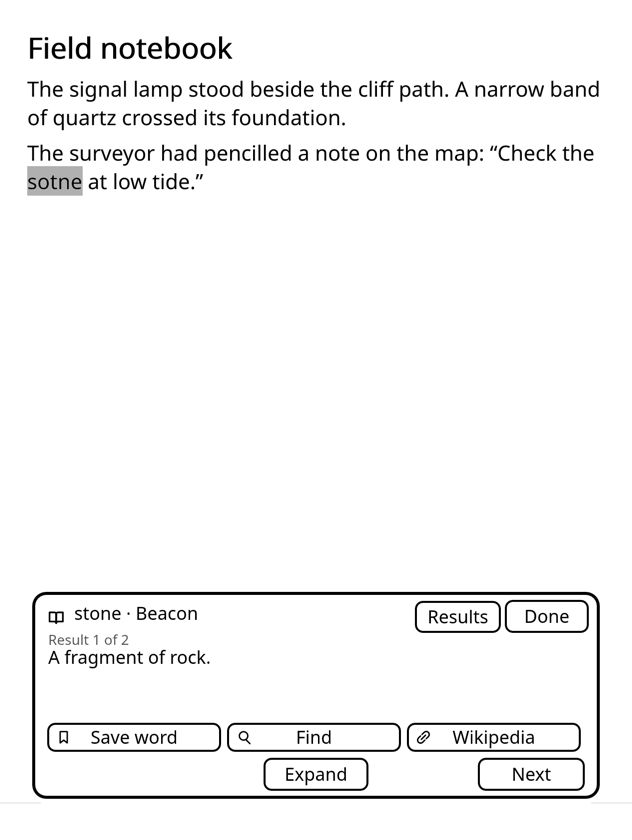 Field notebook
The signal lamp stood beside the cliff path. A narrow band
of quartz crossed its foundation.
The surveyor had pencilled a note on the map: “Check the
sotne at low tide.”
stone · Beacon
Results
Done
Result 1 of 2
A fragment of rock.
Save word
Find
Wikipedia
Expand
Next